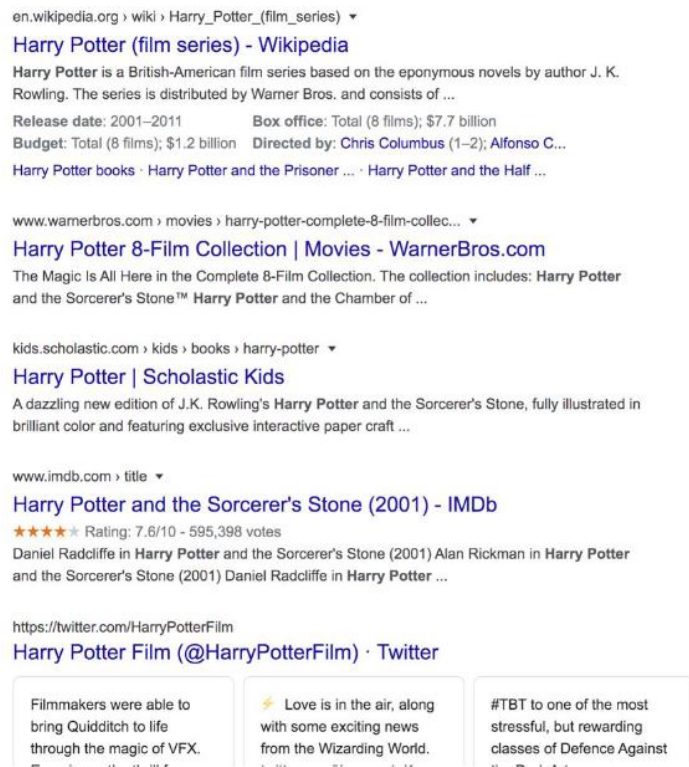 en.wikipedia.org › wiki › Harry_Potter_(film_series) ▼
Harry Potter (film series) - Wikipedia
Harry Potter is a British-American film series based on the eponymous novels by author J. K.
Rowling. The series is distributed by Warner Bros. and consists of ...
Release date: 2001–2011 Box office: Total (8 films); $7.7 billion
Budget: Total (8 films); $1.2 billion Directed by: Chris Columbus (1–2); Alfonso C...
Harry Potter books · Harry Potter and the Prisoner ... · Harry Potter and the Half ...
www.warnerbros.com › movies › harry-potter-complete-8-film-collec... ▼
Harry Potter 8-Film Collection | Movies - WarnerBros.com
The Magic Is All Here in the Complete 8-Film Collection. The collection includes: Harry Potter
and the Sorcerer's Stone™ Harry Potter and the Chamber of ...
kids.scholastic.com › kids › books › harry-potter ▼
Harry Potter | Scholastic Kids
A dazzling new edition of J.K. Rowling's Harry Potter and the Sorcerer's Stone, fully illustrated in
brilliant color and featuring exclusive interactive paper craft ...
www.imdb.com › title ▼
Harry Potter and the Sorcerer's Stone (2001) - IMDb
★★★★★ Rating: 7.6/10 - 595,398 votes
Daniel Radcliffe in Harry Potter and the Sorcerer's Stone (2001) Alan Rickman in Harry Potter
and the Sorcerer's Stone (2001) Daniel Radcliffe in Harry Potter ...
https://twitter.com/HarryPotterFilm
Harry Potter Film (@HarryPotterFilm) · Twitter
Filmmakers were able to
bring Quidditch to life
through the magic of VFX.
⚡ Love is in the air, along
with some exciting news
from the Wizarding World.
#TBT to one of the most
stressful, but rewarding
classes of Defence Against